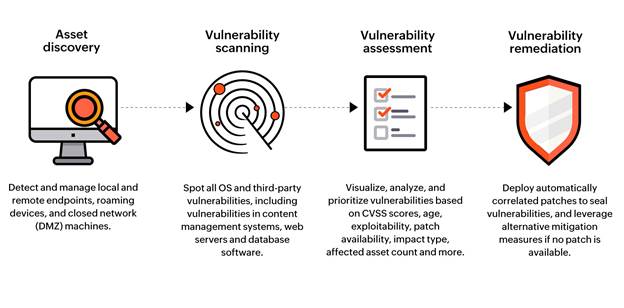 Asset
discovery
Vulnerability
scanning
Vulnerability
assessment
Vulnerability
remediation
Detect and manage local and
remote endpoints, roaming
devices, and closed network
(DMZ) machines.
Spot all OS and third-party
vulnerabilities, including
vulnerabilities in content
management systems, web
servers and database
software.
Visualize, analyze, and
prioritize vulnerabilities based
on CVSS scores, age,
exploitability, patch
availability, impact type,
affected asset count and more.
Deploy automatically
correlated patches to seal
vulnerabilities, and leverage
alternative mitigation
measures if no patch is
available.